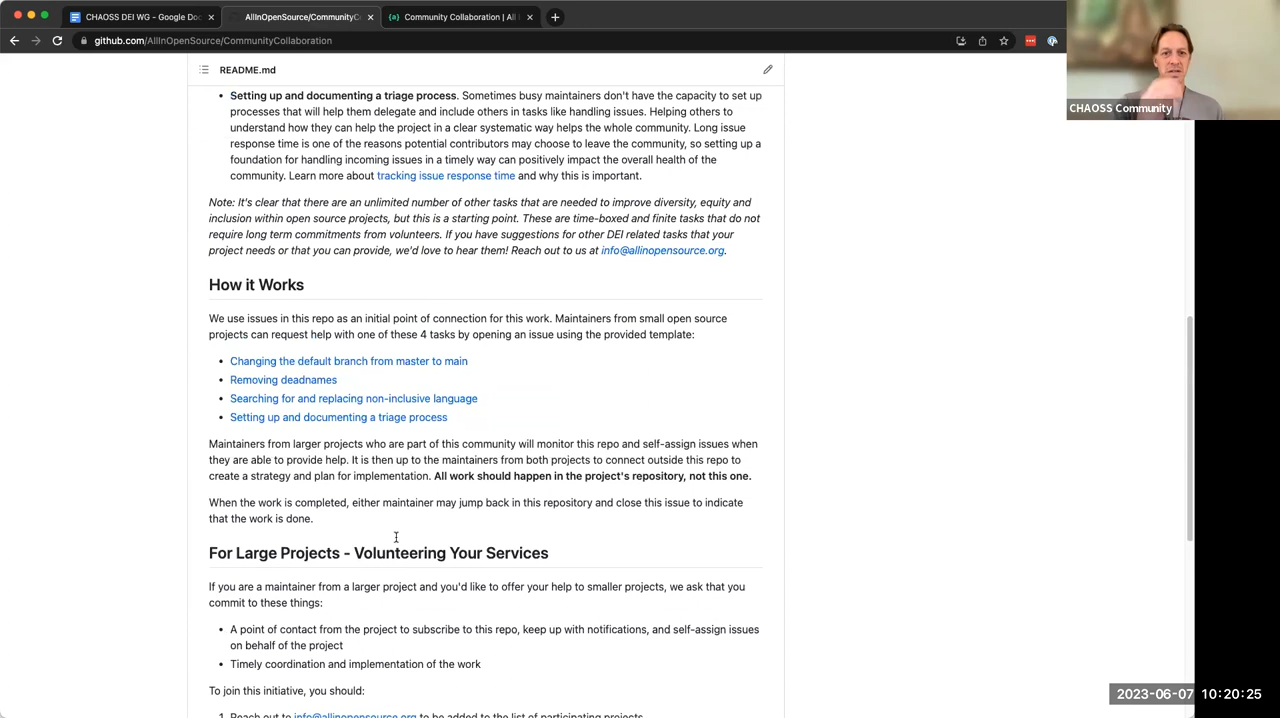 CHAOSS DEI WG - Google Doc
AllInOpenSource/CommunityC
Community Collaboration | All I
github.com/AllInOpenSource/CommunityCollaboration
CHAOSS Community
README.md
• Setting up and documenting a triage process. Sometimes busy maintainers don't have the capacity to set up
processes that will help them delegate and include others in tasks like handling issues. Helping others to
understand how they can help the project in a clear systematic way helps the whole community. Long issue
response time is one of the reasons potential contributors may choose to leave the community, so setting up a
foundation for handling incoming issues in a timely way can positively impact the overall health of the
community. Learn more about tracking issue response time and why this is important.
Note: It's clear that there are an unlimited number of other tasks that are needed to improve diversity, equity and
inclusion within open source projects, but this is a starting point. These are time-boxed and finite tasks that do not
require long term commitments from volunteers. If you have suggestions for other DEI related tasks that your
project needs or that you can provide, we'd love to hear them! Reach out to us at info@allinopensource.org.
How it Works
We use issues in this repo as an initial point of connection for this work. Maintainers from small open source
projects can request help with one of these 4 tasks by opening an issue using the provided template:
• Changing the default branch from master to main
• Removing deadnames
• Searching for and replacing non-inclusive language
• Setting up and documenting a triage process
Maintainers from larger projects who are part of this community will monitor this repo and self-assign issues when
they are able to provide help. It is then up to the maintainers from both projects to connect outside this repo to
create a strategy and plan for implementation. All work should happen in the project's repository, not this one.
When the work is completed, either maintainer may jump back in this repository and close this issue to indicate
that the work is done.
For Large Projects - Volunteering Your Services
If you are a maintainer from a larger project and you'd like to offer your help to smaller projects, we ask that you
commit to these things:
• A point of contact from the project to subscribe to this repo, keep up with notifications, and self-assign issues
on behalf of the project
• Timely coordination and implementation of the work
To join this initiative, you should:
1. Reach out to info@allinopensource.org to be added to the list of participating projects
2023-06-07 10:20:25